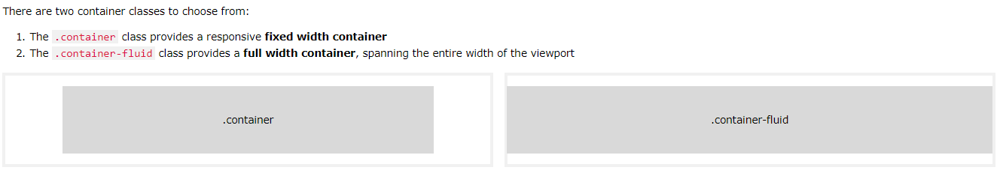 There are two container classes to choose from:
1. The .container class provides a responsive fixed width container
2. The .container-fluid class provides a full width container, spanning the entire width of the viewport
.container
.container-fluid